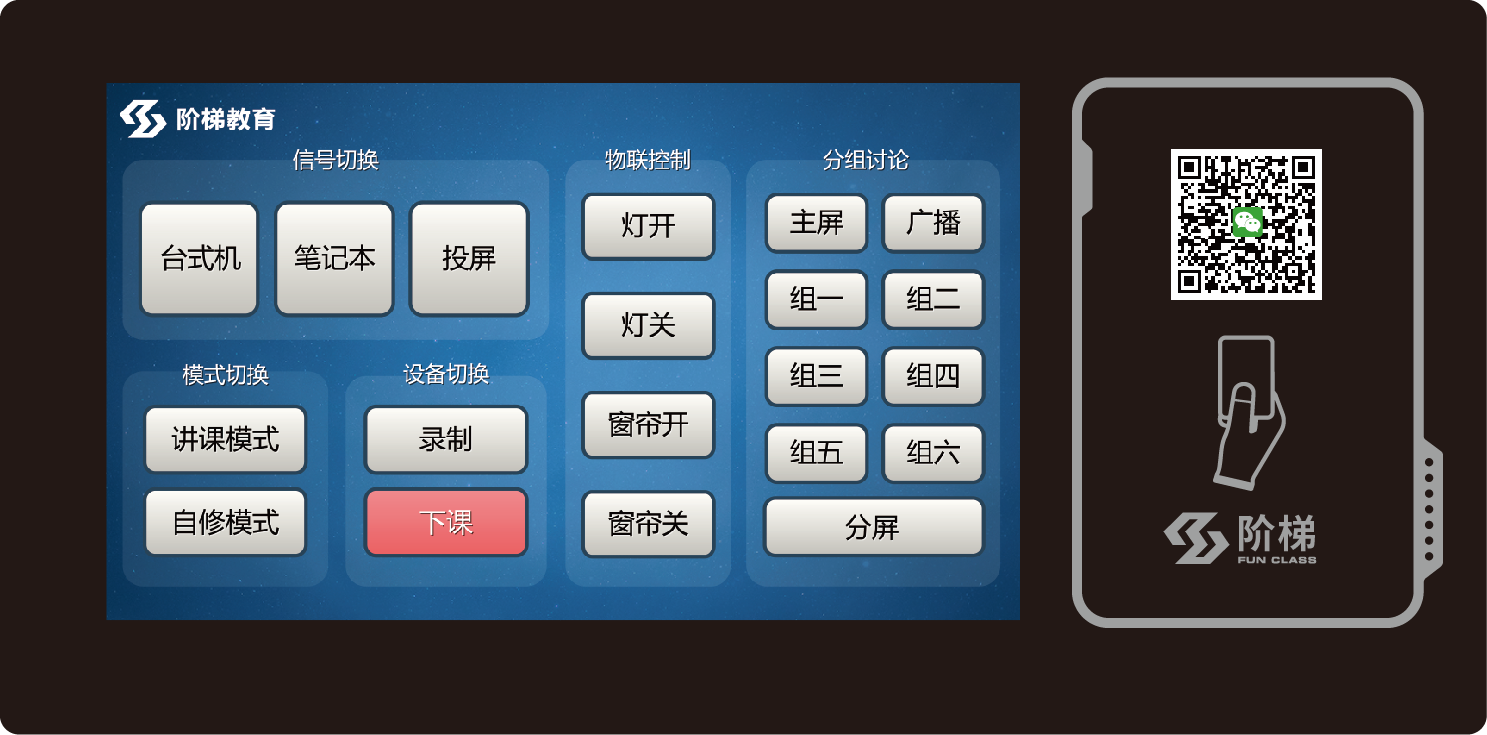 阶梯教育
信号切换
台式机
笔记本
投屏
模式切换
讲课模式
自修模式
设备切换
录制
下课
物联控制
灯开
灯关
窗帘开
窗帘关
分组讨论
主屏
广播
组一
组二
组三
组四
组五
组六
分屏
阶梯
FUN CLASS